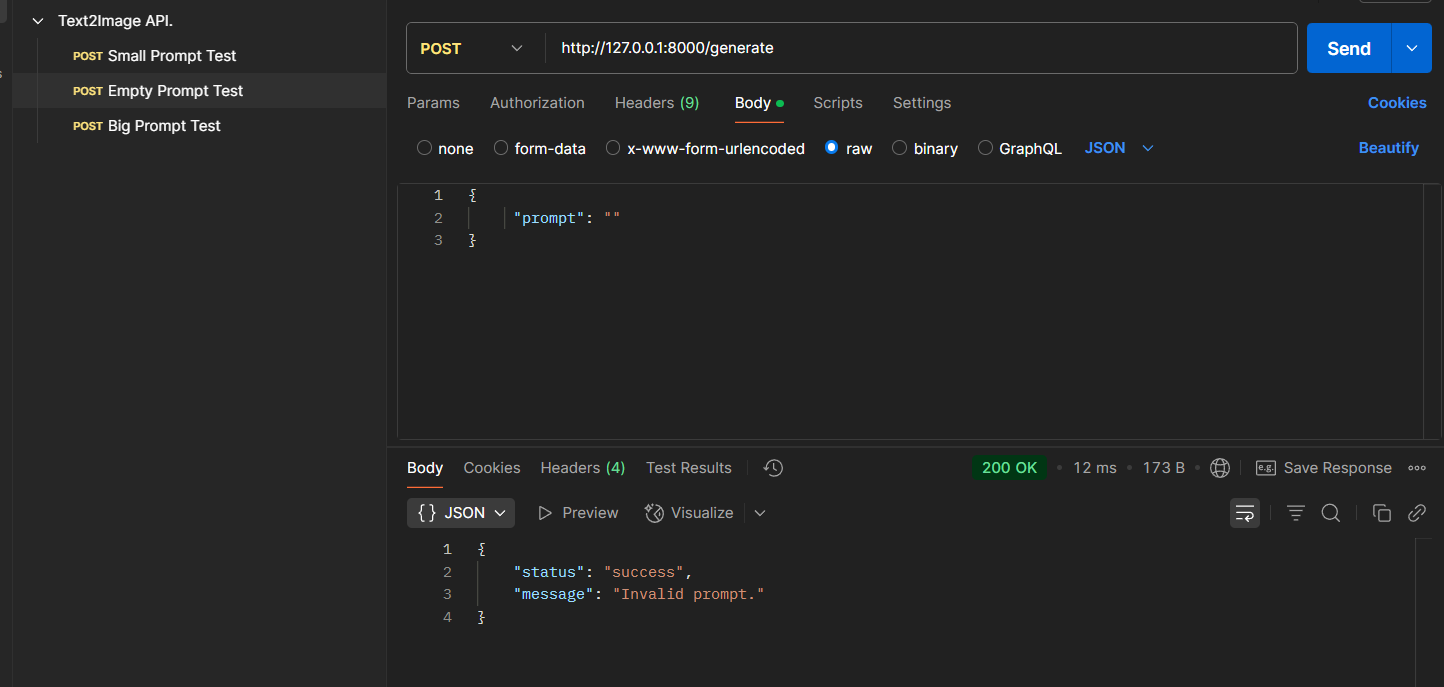 Text2Image API.
POST Small Prompt Test
POST Empty Prompt Test
POST Big Prompt Test
POST http://127.0.0.1:8000/generate Send
Params Authorization Headers (9) Body Scripts Settings Cookies
none form-data x-www-form-urlencoded raw binary GraphQL JSON Beautify
1 {
2 "prompt": ""
3 }
Body Cookies Headers (4) Test Results 200 OK 12 ms 173 B e.g. Save Response
{} JSON Preview Visualize
1 {
2 "status": "success",
3 "message": "Invalid prompt."
4 }